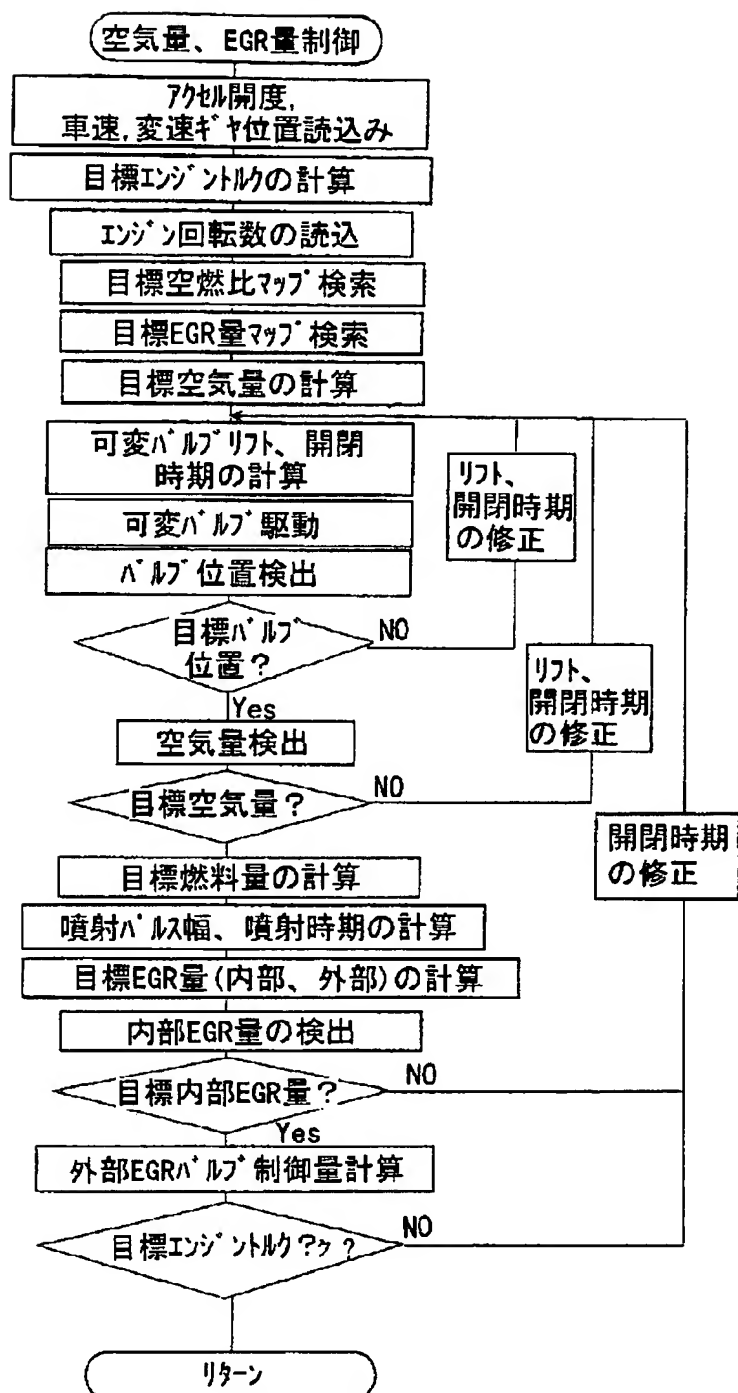 空気量、EGR量制御
アクセル開度,
車速,変速ギヤ位置読込み
目標エンジントルクの計算
エンジン回転数の読込
目標空燃比マップ検索
目標EGR量マップ検索
目標空気量の計算
可変バルブリフト、開閉
時期の計算
可変バルブ駆動
バルブ位置検出
目標バルブ
位置?
NO
リフト、
開閉時期
の修正
Yes
空気量検出
目標空気量?
NO
リフト、
開閉時期
の修正
目標燃料量の計算
噴射パルス幅、噴射時期の計算
目標EGR量(内部、外部)の計算
内部EGR量の検出
目標内部EGR量?
NO
開閉時期
の修正
Yes
外部EGRバルブ制御量計算
目標エンジントルク?ク?
NO
リターン